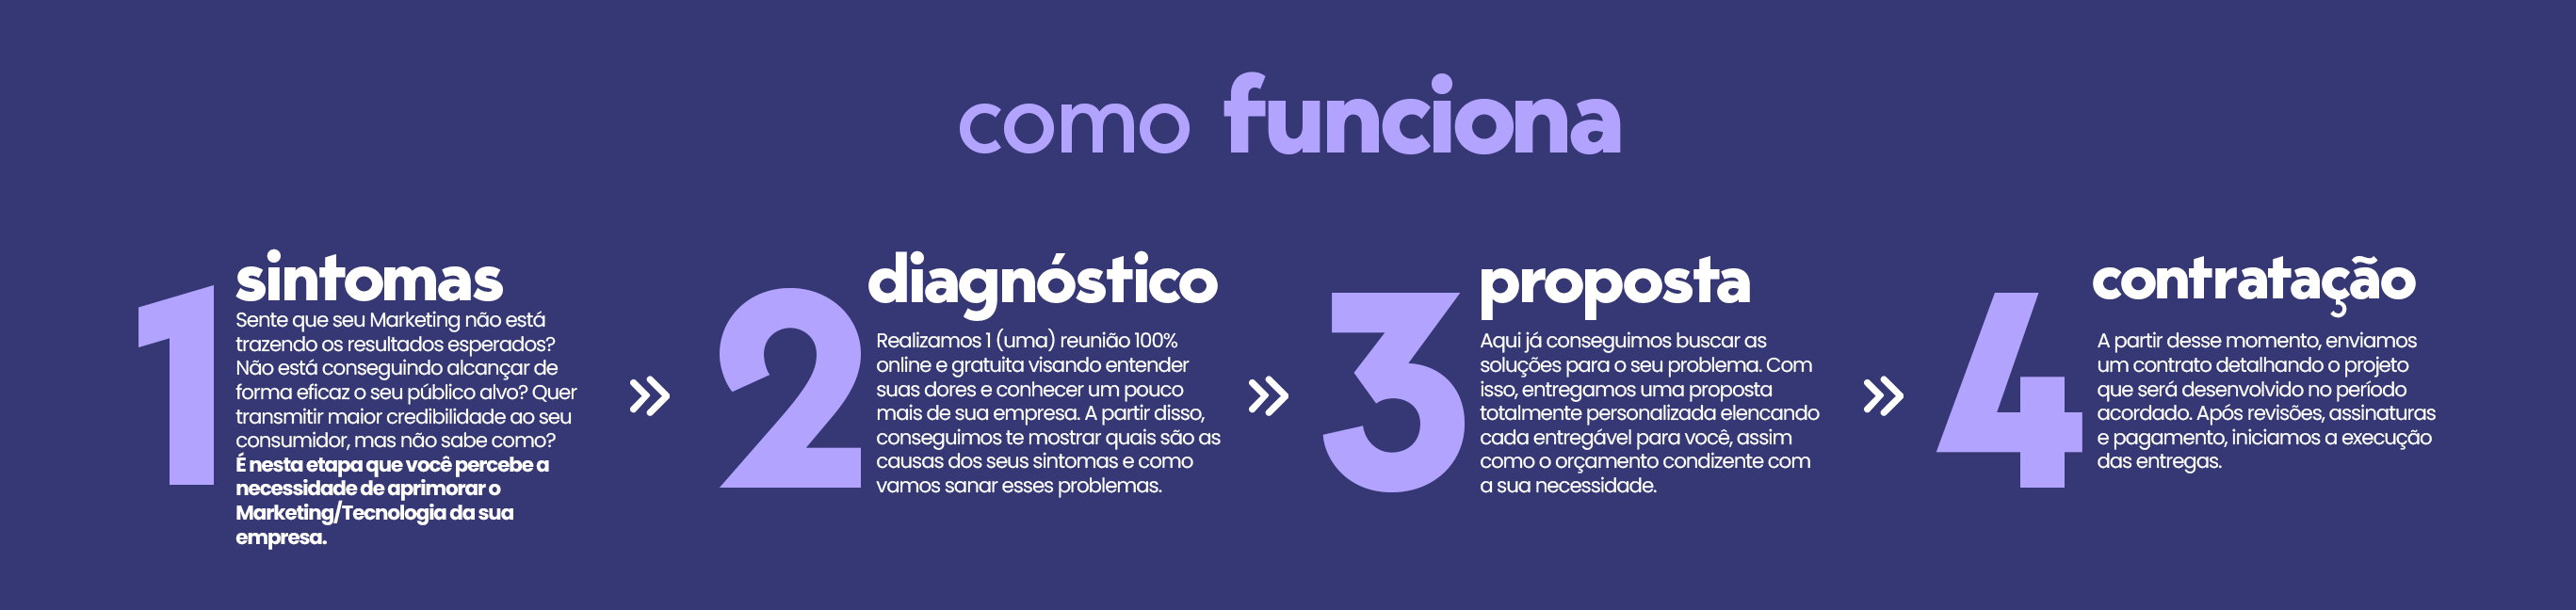 como funciona
1
sintomas
Sente que seu Marketing não está
trazendo os resultados esperados?
Não está conseguindo alcançar de
forma eficaz o seu público alvo? Quer
transmitir maior credibilidade ao seu
consumidor, mas não sabe como?
É nesta etapa que você percebe a
necessidade de aprimorar o
Marketing/Tecnologia da sua
empresa.
2
diagnóstico
Realizamos 1 (uma) reunião 100%
online e gratuita visando entender
suas dores e conhecer um pouco
mais de sua empresa. A partir disso,
conseguimos te mostrar quais são as
causas dos seus sintomas e como
vamos sanar esses problemas.
3
proposta
Aqui já conseguimos buscar as
soluções para o seu problema. Com
isso, entregamos uma proposta
totalmente personalizada elencando
cada entregável para você, assim
como o orçamento condizente com
a sua necessidade.
4
contratação
A partir desse momento, enviamos
um contrato detalhando o projeto
que será desenvolvido no período
acordado. Após revisões, assinaturas
e pagamento, iniciamos a execução
das entregas.